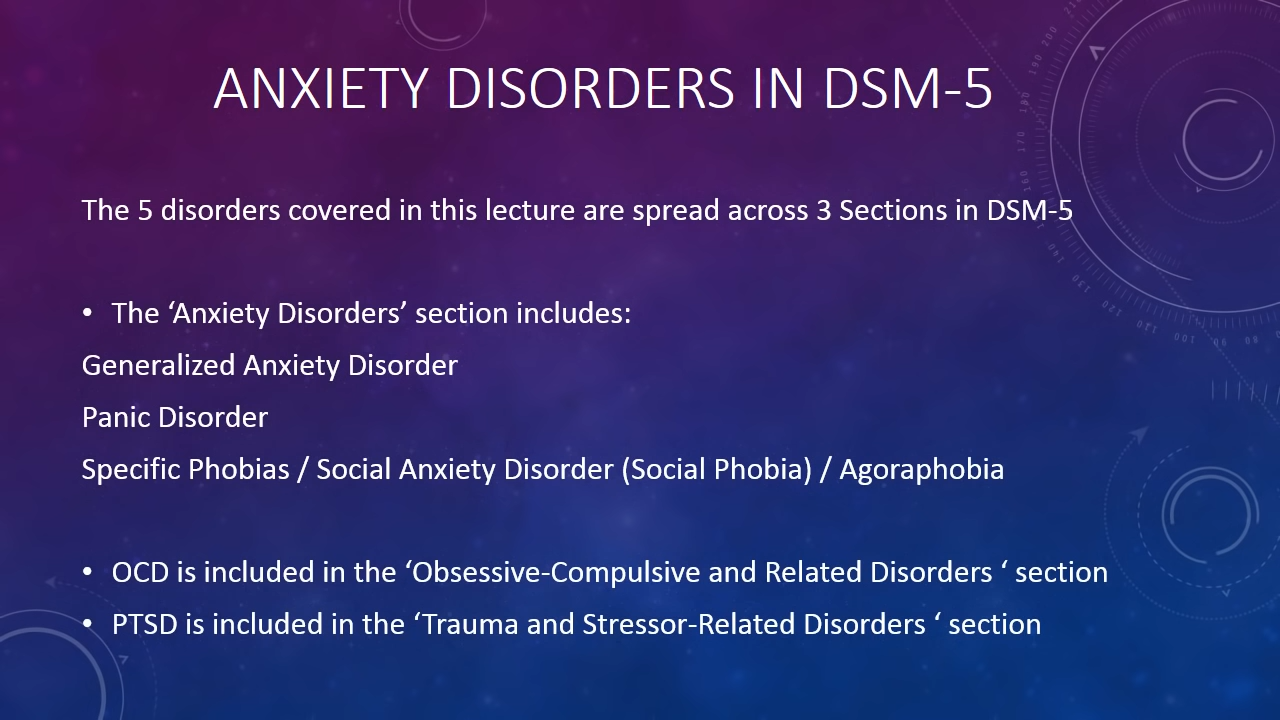 ANXIETY DISORDERS IN DSM-5
The 5 disorders covered in this lecture are spread across 3 Sections in DSM-5
• The ‘Anxiety Disorders’ section includes:
Generalized Anxiety Disorder
Panic Disorder
Specific Phobias / Social Anxiety Disorder (Social Phobia) / Agoraphobia
• OCD is included in the ‘Obsessive-Compulsive and Related Disorders ‘ section
• PTSD is included in the ‘Trauma and Stressor-Related Disorders ‘ section